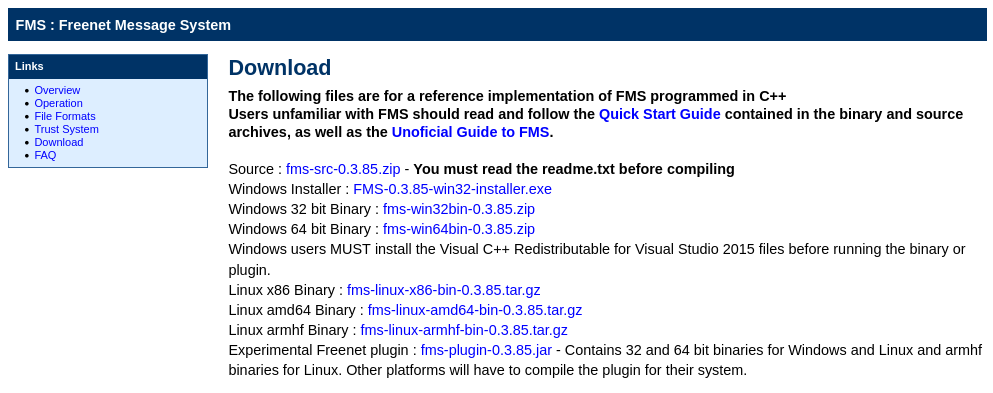 FMS : Freenet Message System
Links
Overview
Operation
File Formats
Trust System
Download
FAQ
Download
The following files are for a reference implementation of FMS programmed in C++
Users unfamiliar with FMS should read and follow the Quick Start Guide contained in the binary and source
archives, as well as the Unoficial Guide to FMS.
Source : fms-src-0.3.85.zip - You must read the readme.txt before compiling
Windows Installer : FMS-0.3.85-win32-installer.exe
Windows 32 bit Binary : fms-win32bin-0.3.85.zip
Windows 64 bit Binary : fms-win64bin-0.3.85.zip
Windows users MUST install the Visual C++ Redistributable for Visual Studio 2015 files before running the binary or
plugin.
Linux x86 Binary : fms-linux-x86-bin-0.3.85.tar.gz
Linux amd64 Binary : fms-linux-amd64-bin-0.3.85.tar.gz
Linux armhf Binary : fms-linux-armhf-bin-0.3.85.tar.gz
Experimental Freenet plugin : fms-plugin-0.3.85.jar - Contains 32 and 64 bit binaries for Windows and Linux and armhf
binaries for Linux. Other platforms will have to compile the plugin for their system.